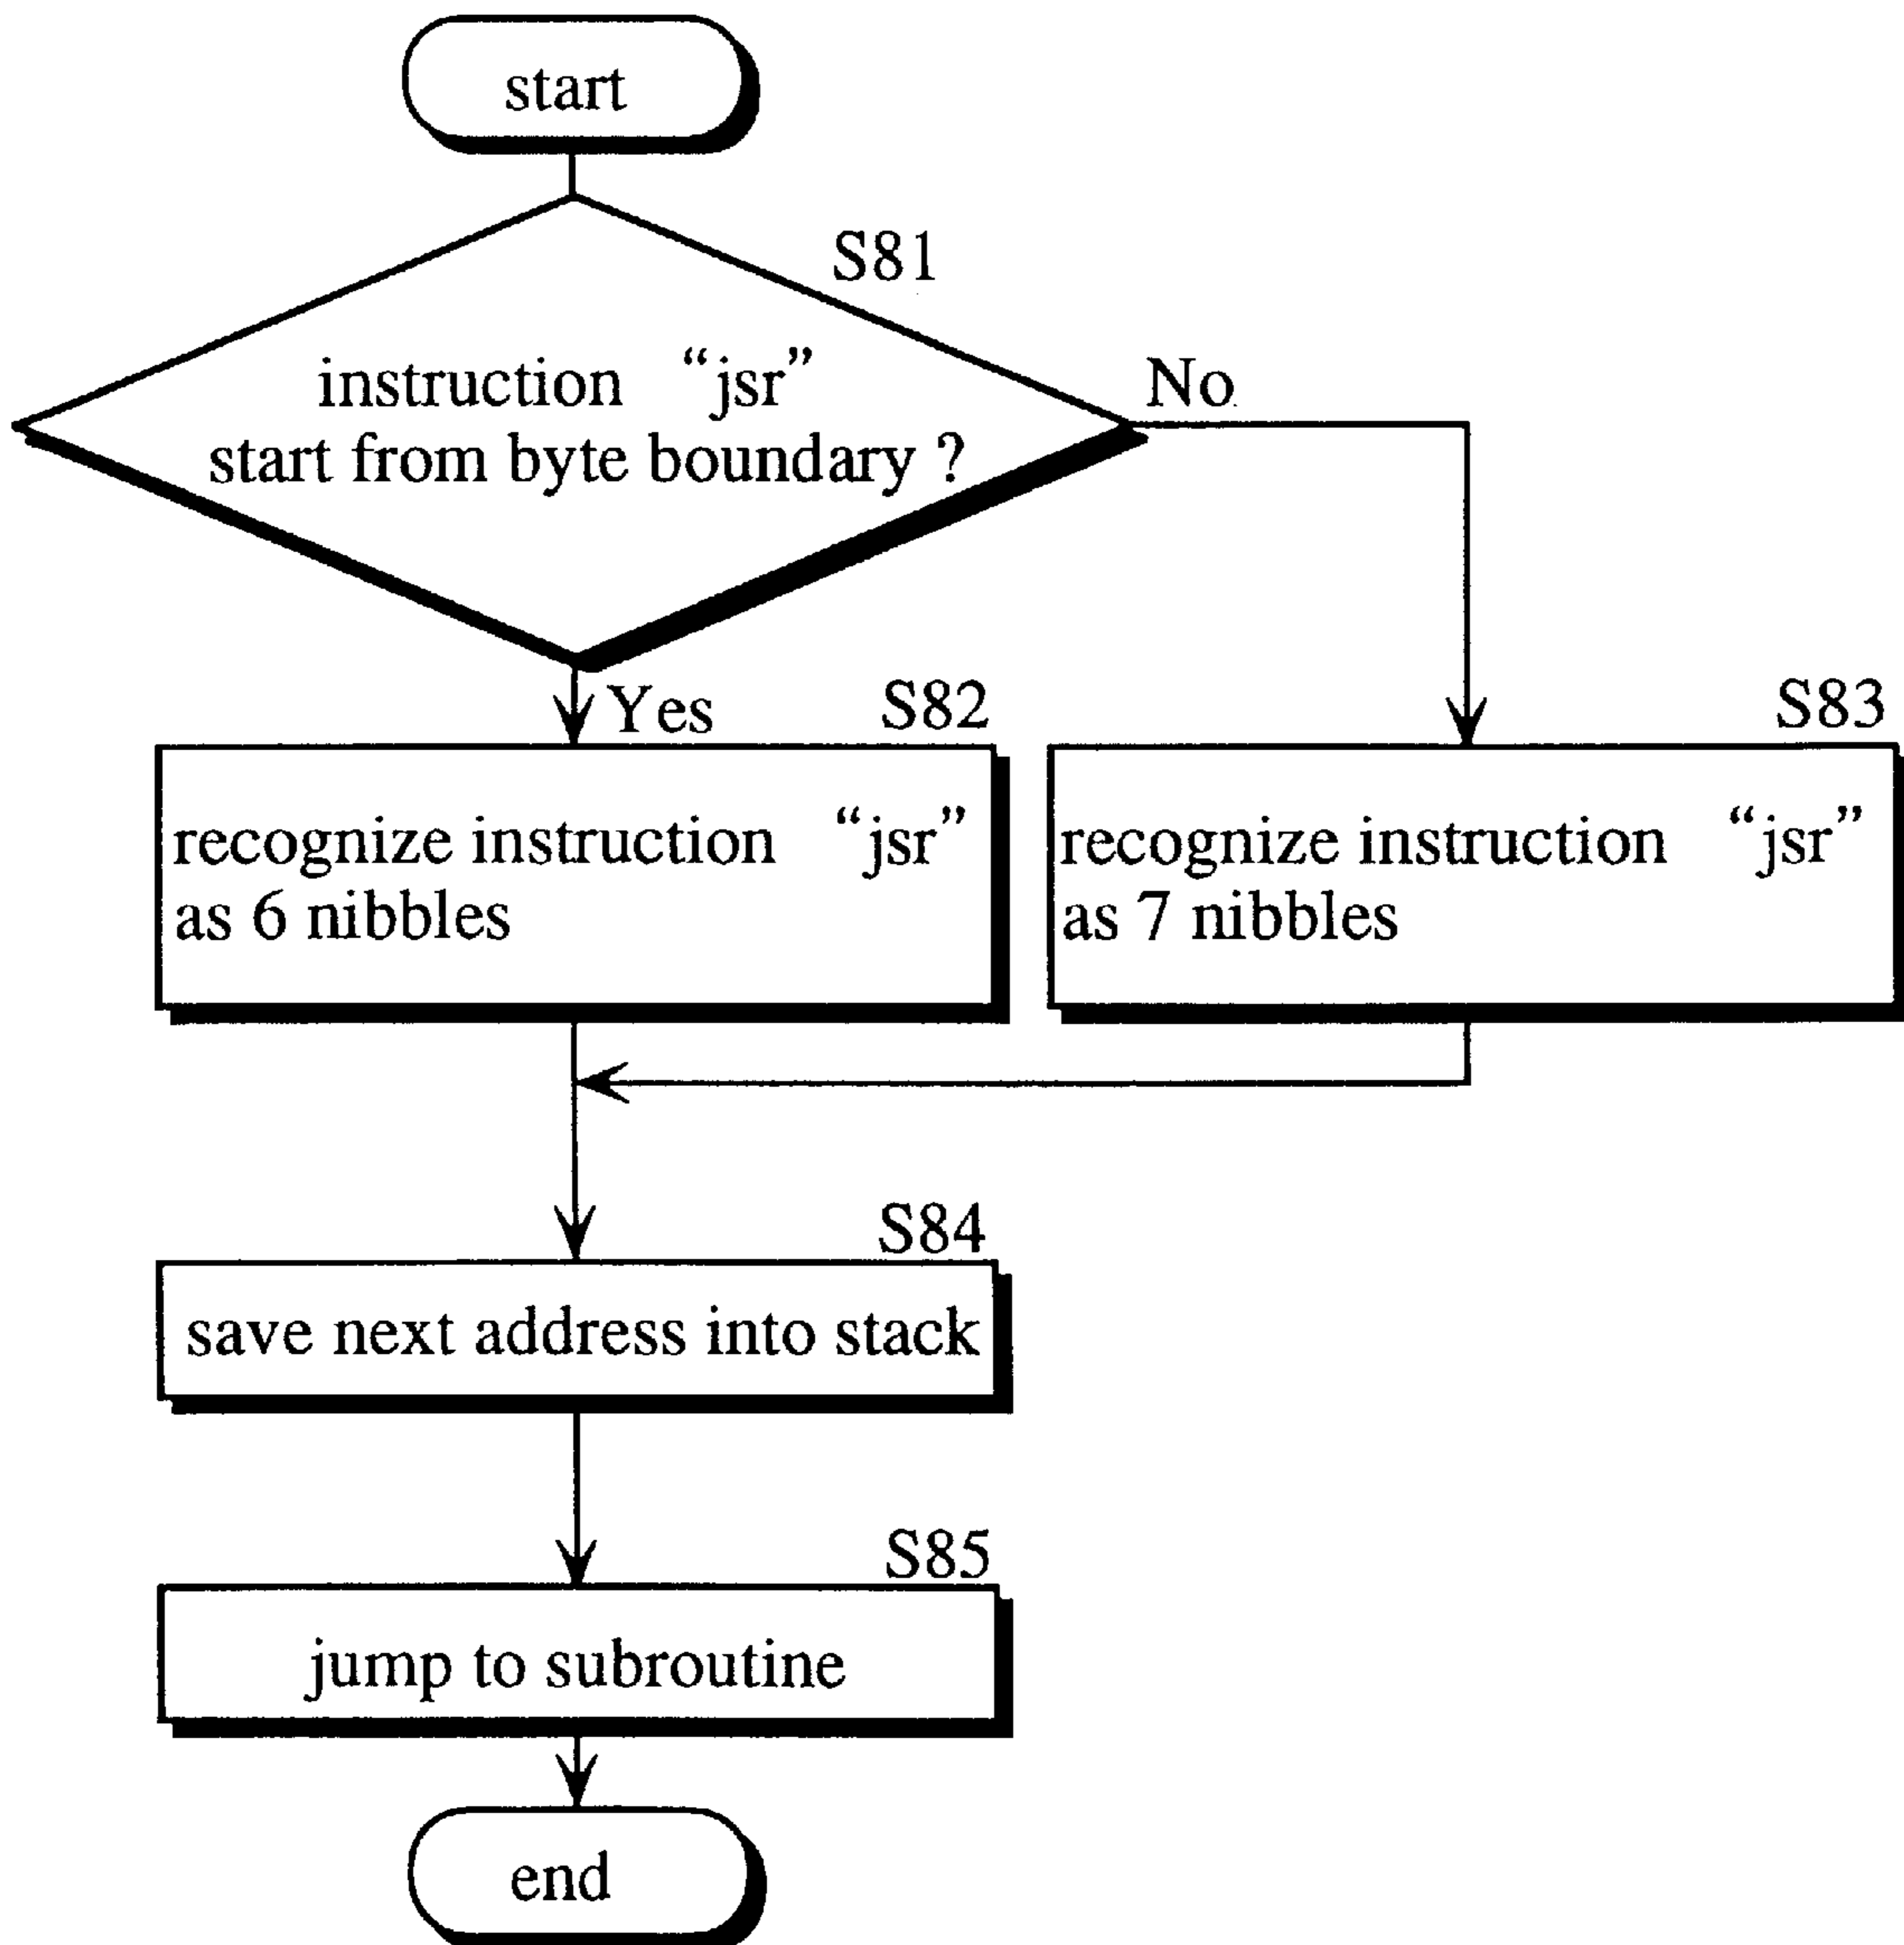 start
S81
instruction “jsr”
start from byte boundary ?
No
Yes
S82
S83
recognize instruction “jsr”
as 6 nibbles
recognize instruction “jsr”
as 7 nibbles
S84
save next address into stack
S85
jump to subroutine
end